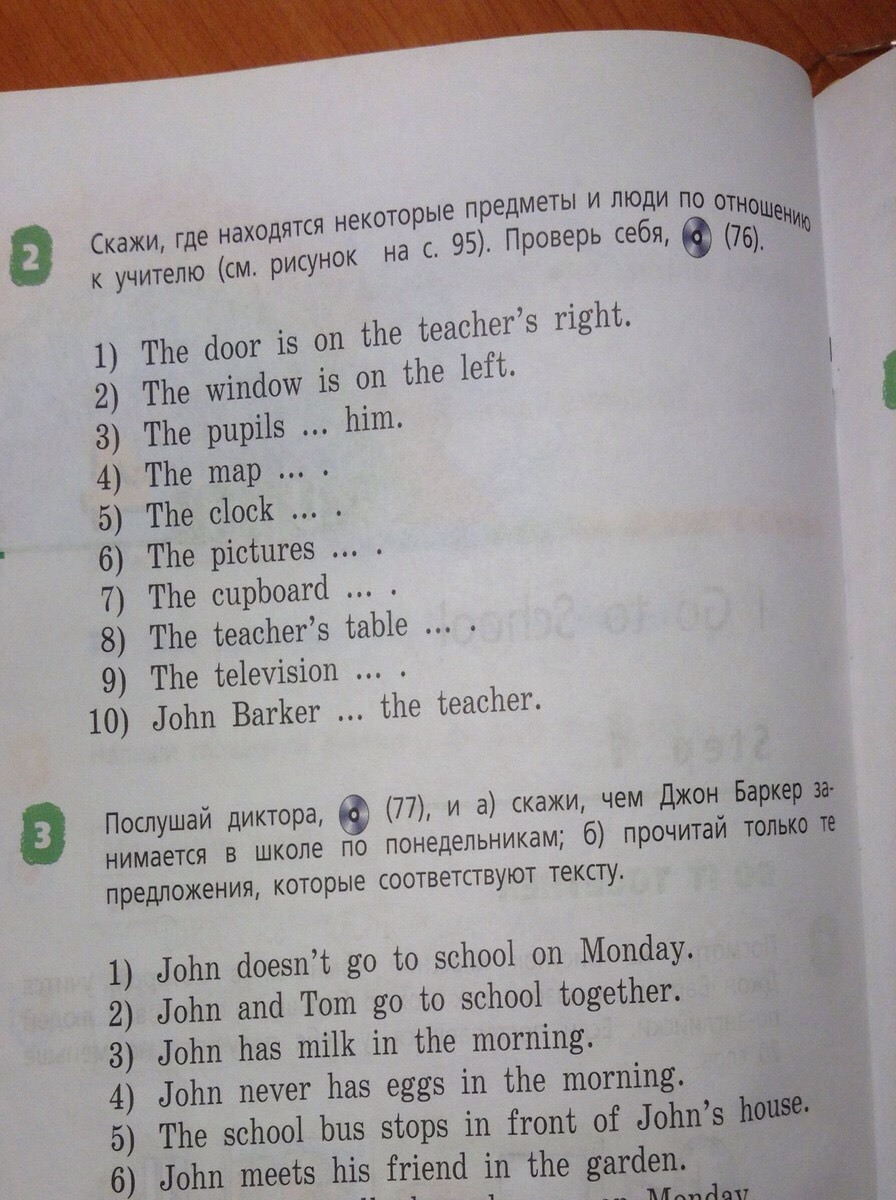 2
Скажи, где находятся некоторые предметы и люди по отношению
к учителю (см. рисунок на с. 95). Проверь себя, (76).
1) The door is on the teacher's right.
2) The window is on the left.
3) The pupils ... him.
4) The map ... .
5) The clock ... .
6) The pictures ... .
7) The cupboard ... .
8) The teacher's table ... .
9) The television ... .
10) John Barker ... the teacher.
3
Послушай диктора, (77), и а) скажи, чем Джон Баркер за-
нимается в школе по понедельникам; б) прочитай только те
предложения, которые соответствуют тексту.
1) John doesn't go to school on Monday.
2) John and Tom go to school together.
3) John has milk in the morning.
4) John never has eggs in the morning.
5) The school bus stops in front of John's house.
6) John meets his friend in the garden.
on Monday